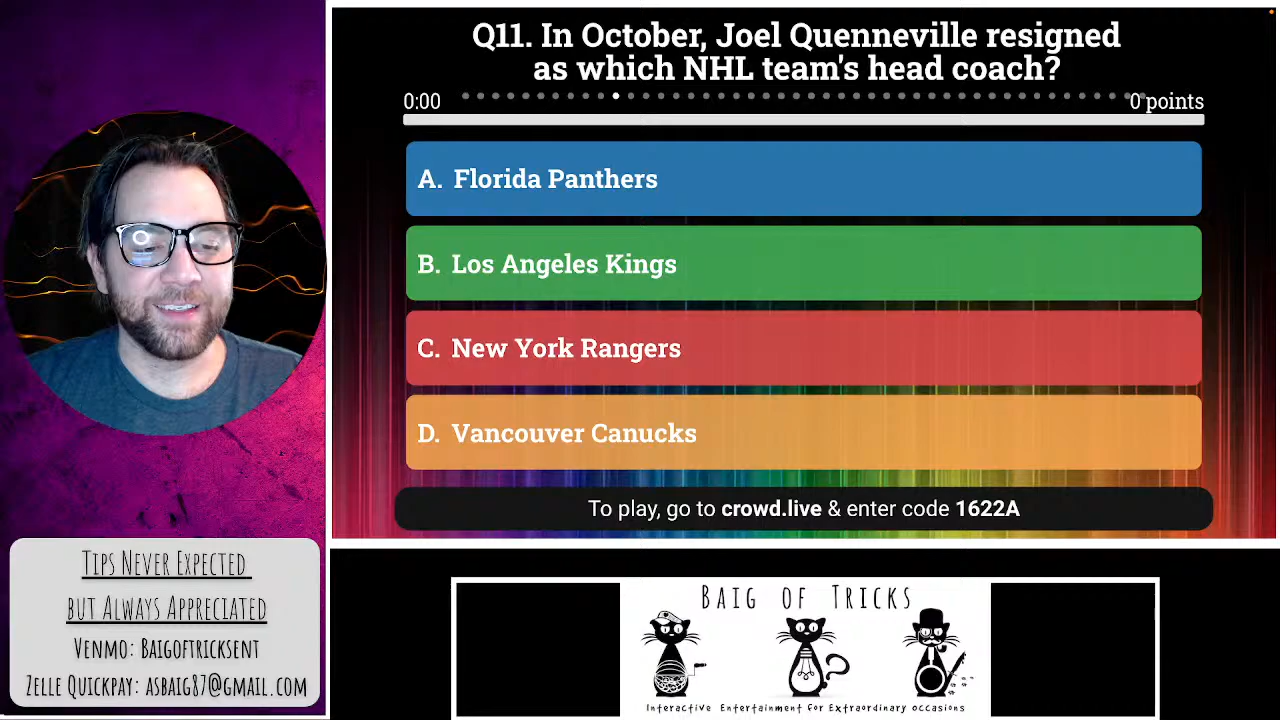 Q11. In October, Joel Quenneville resigned
as which NHL team's head coach?
0:00
0 points
A. Florida Panthers
B. Los Angeles Kings
C. New York Rangers
D. Vancouver Canucks
To play, go to crowd.live & enter code 1622A
Tips Never Expected
but Always Appreciated
Venmo: Baigoftricksent
Zelle Quickpay: asbaig87@gmail.com
Baig of Tricks
Interactive Entertainment for Extraordinary Occasions